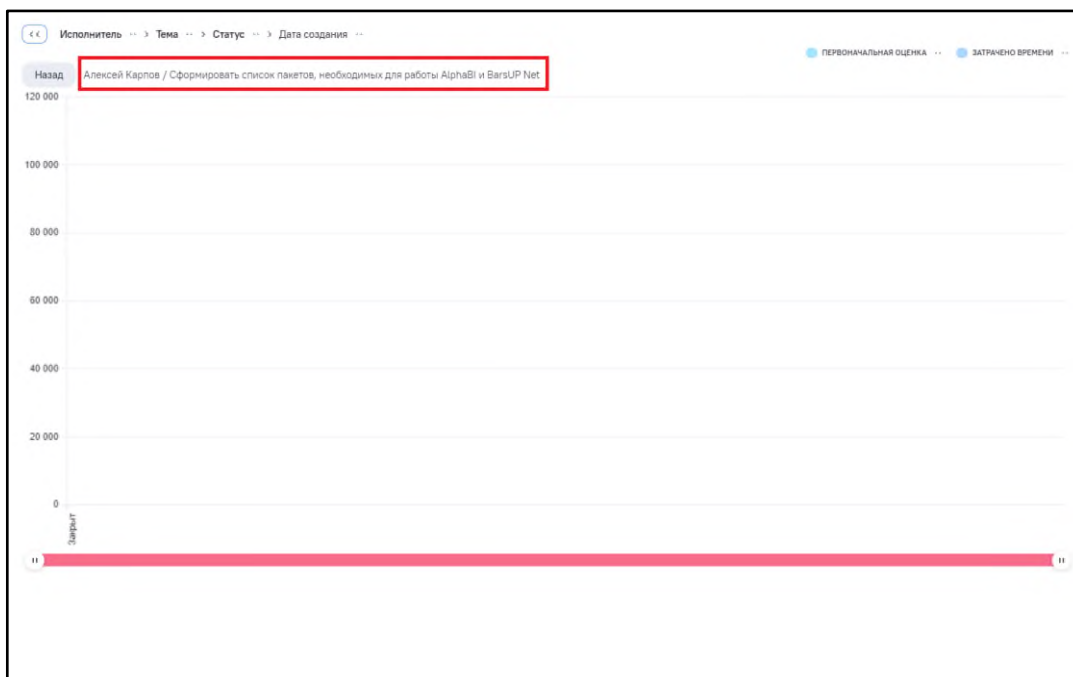 << Исполнитель ·· > Тема ·· > Статус ·· > Дата создания ··
ПЕРВОНАЧАЛЬНАЯ ОЦЕНКА ·· ЗАТРАЧЕНО ВРЕМЕНИ ··
Назад Алексей Карпов / Сформировать список пакетов, необходимых для работы AlphaBI и BarsUP Net
120 000
100 000
80 000
60 000
40 000
20 000
0
Закрыт